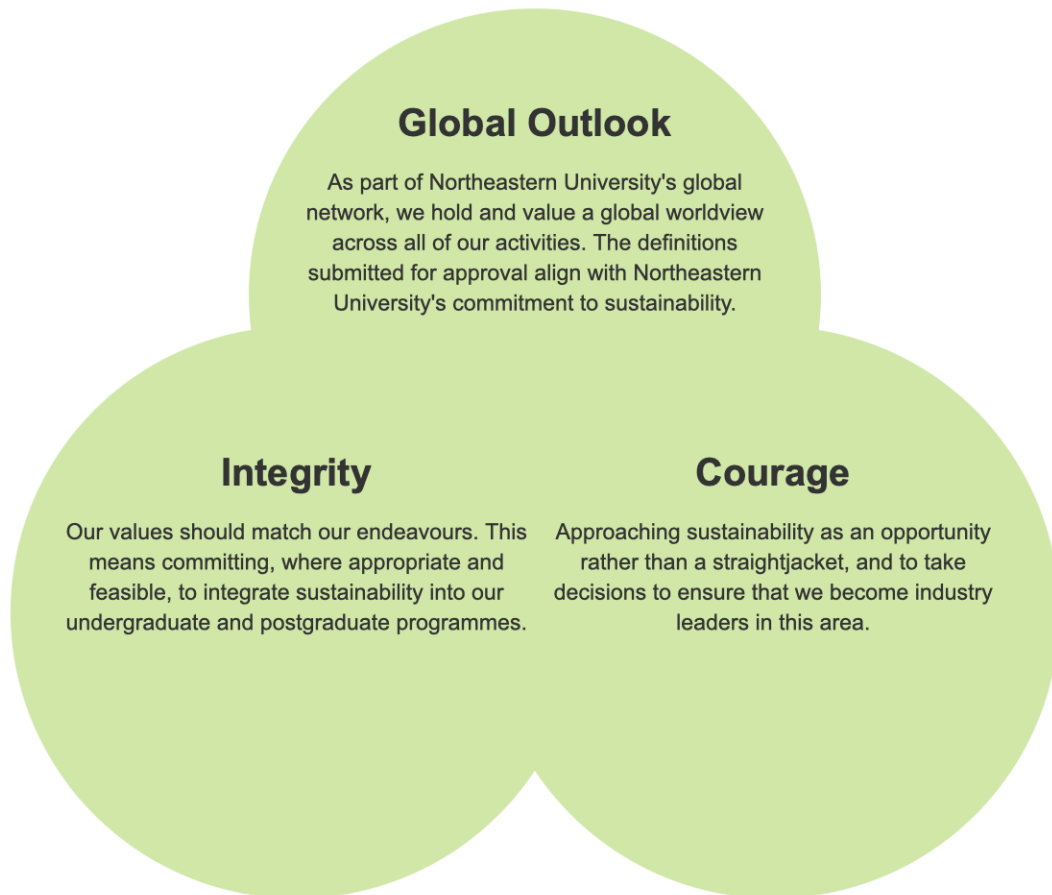 Global Outlook
As part of Northeastern University's global
network, we hold and value a global worldview
across all of our activities. The definitions
submitted for approval align with Northeastern
University's commitment to sustainability.
Integrity
Our values should match our endeavours. This
means committing, where appropriate and
feasible, to integrate sustainability into our
undergraduate and postgraduate programmes.
Courage
Approaching sustainability as an opportunity
rather than a straightjacket, and to take
decisions to ensure that we become industry
leaders in this area.